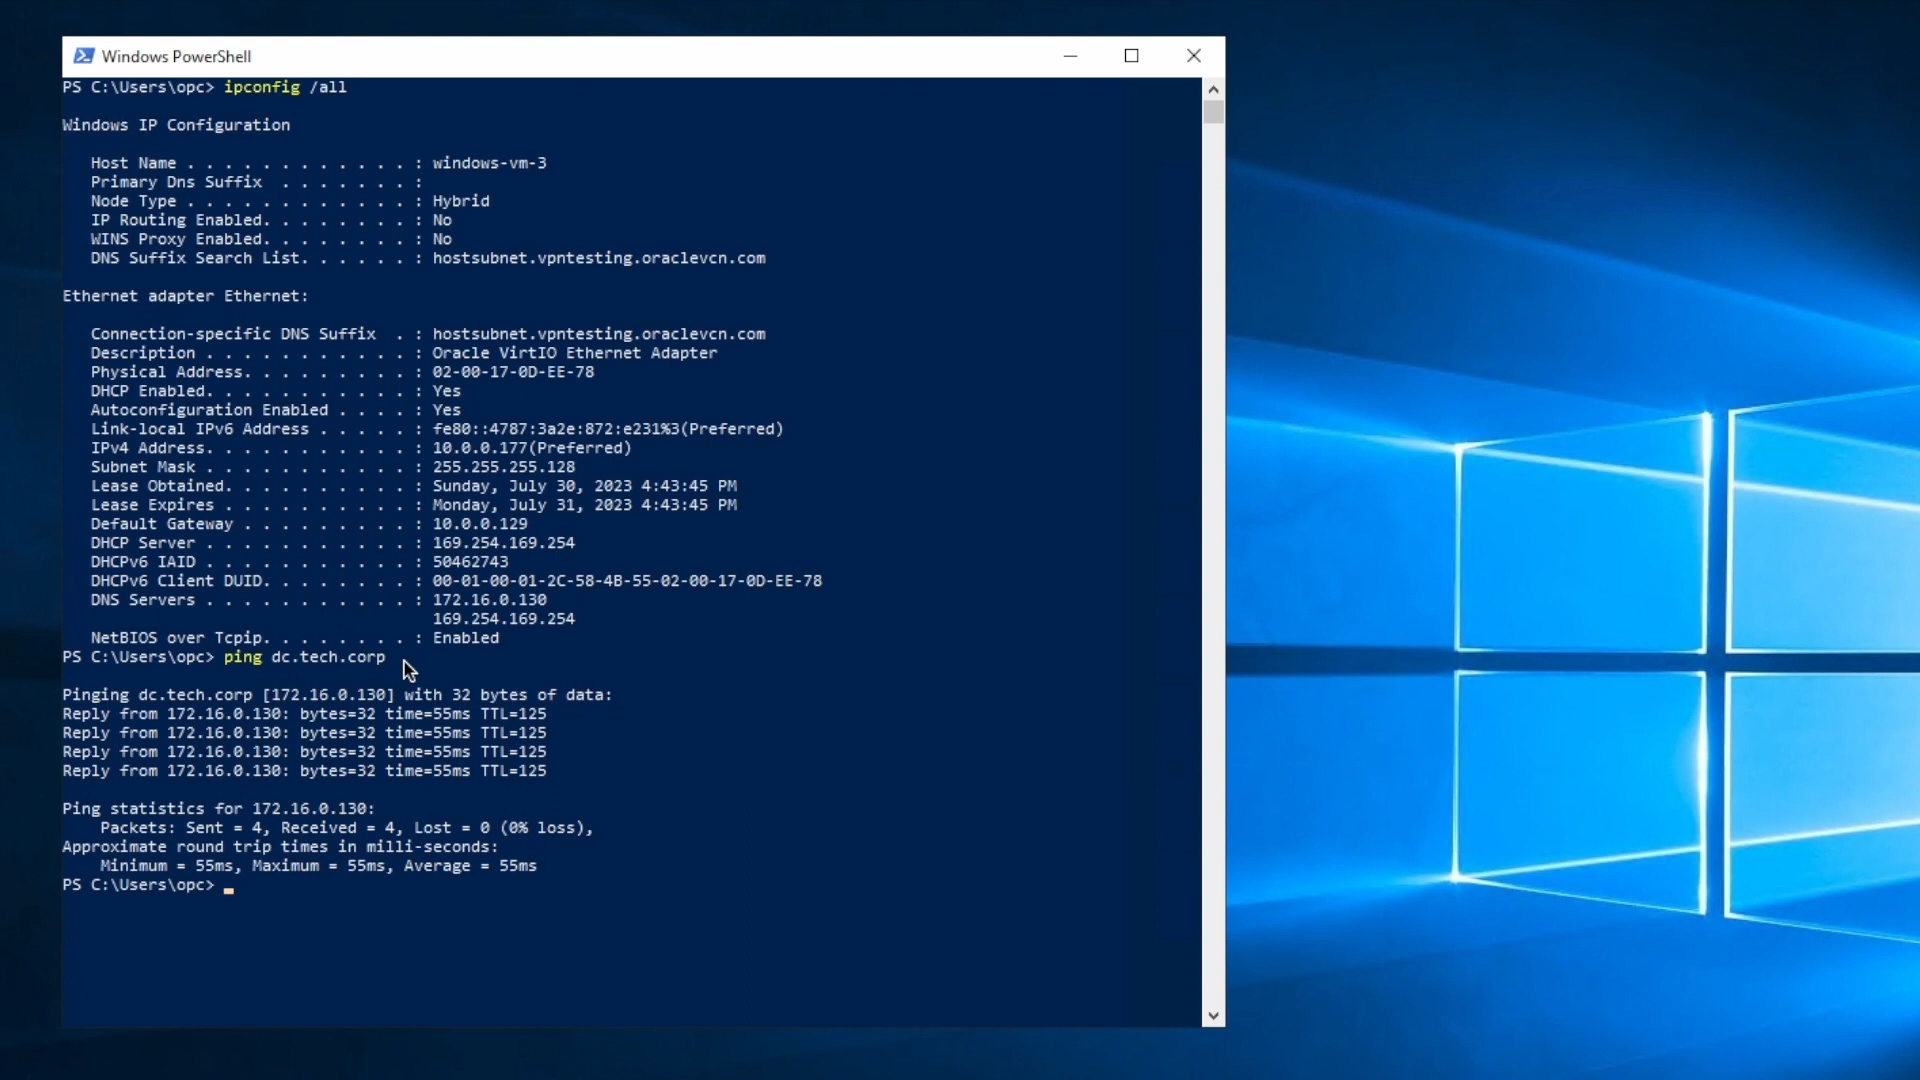 Windows PowerShell
PS C:\Users\opc> ipconfig /all
Windows IP Configuration
Host Name . . . . . . . . . . . . : windows-vm-3
Primary Dns Suffix  . . . . . . . :
Node Type . . . . . . . . . . . . : Hybrid
IP Routing Enabled. . . . . . . . : No
WINS Proxy Enabled. . . . . . . . : No
DNS Suffix Search List. . . . . . : hostsubnet.vpntesting.oraclevcn.com
Ethernet adapter Ethernet:
Connection-specific DNS Suffix  . : hostsubnet.vpntesting.oraclevcn.com
Description . . . . . . . . . . . : Oracle VirtIO Ethernet Adapter
Physical Address. . . . . . . . . : 02-00-17-0D-EE-78
DHCP Enabled. . . . . . . . . . . : Yes
Autoconfiguration Enabled . . . . : Yes
Link-local IPv6 Address . . . . . : fe80::4787:3a2e:872:e231%3(Preferred)
IPv4 Address. . . . . . . . . . . : 10.0.0.177(Preferred)
Subnet Mask . . . . . . . . . . . : 255.255.255.128
Lease Obtained. . . . . . . . . . : Sunday, July 30, 2023 4:43:45 PM
Lease Expires . . . . . . . . . . : Monday, July 31, 2023 4:43:45 PM
Default Gateway . . . . . . . . . : 10.0.0.129
DHCP Server . . . . . . . . . . . : 169.254.169.254
DHCPv6 IAID . . . . . . . . . . . : 50462743
DHCPv6 Client DUID. . . . . . . . : 00-01-00-01-2C-58-4B-55-02-00-17-0D-EE-78
DNS Servers . . . . . . . . . . . : 172.16.0.130
169.254.169.254
NetBIOS over Tcpip. . . . . . . . : Enabled
PS C:\Users\opc> ping dc.tech.corp
Pinging dc.tech.corp [172.16.0.130] with 32 bytes of data:
Reply from 172.16.0.130: bytes=32 time=55ms TTL=125
Reply from 172.16.0.130: bytes=32 time=55ms TTL=125
Reply from 172.16.0.130: bytes=32 time=55ms TTL=125
Reply from 172.16.0.130: bytes=32 time=55ms TTL=125
Ping statistics for 172.16.0.130:
Packets: Sent = 4, Received = 4, Lost = 0 (0% loss),
Approximate round trip times in milli-seconds:
Minimum = 55ms, Maximum = 55ms, Average = 55ms
PS C:\Users\opc>